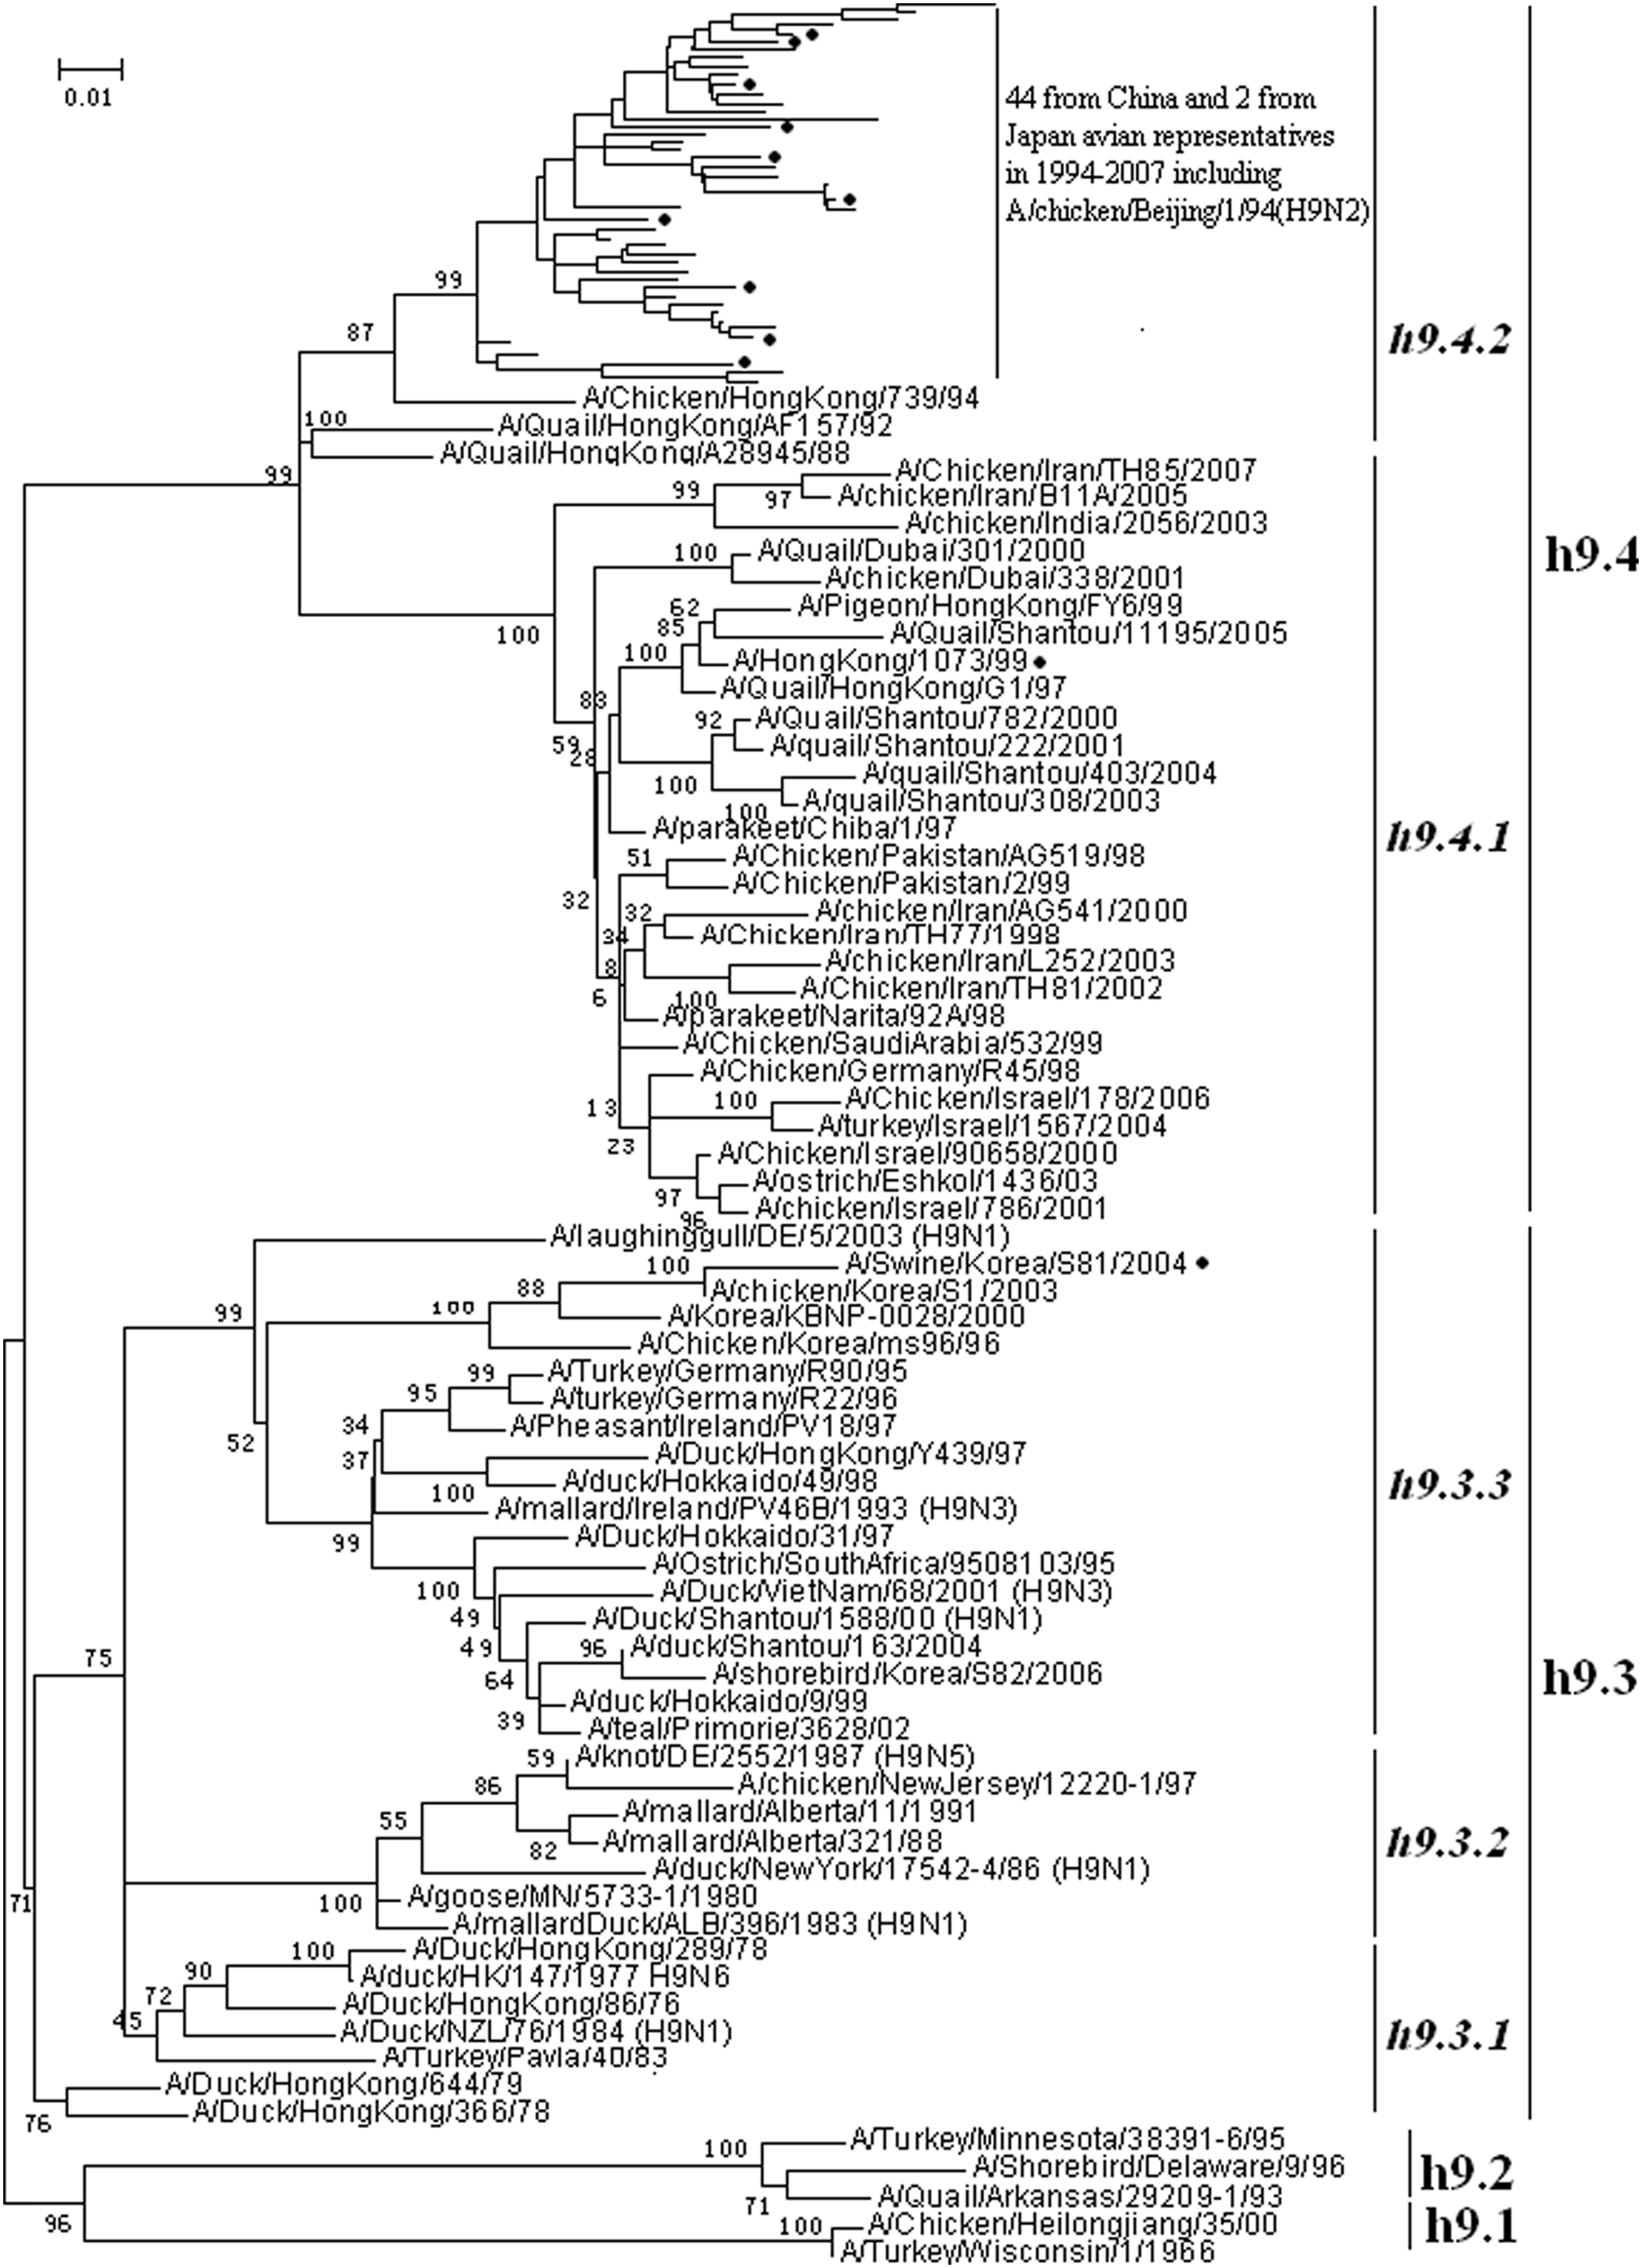 0.01
44 from China and 2 from
Japan avian representatives
in 1994-2007 including
A/chicken/Beijing/1/94(H9N2)
99
87
h9.4.2
A/Chicken/HongKong/739/94
100
A/Quail/HongKong/AF157/92
A/Quail/HongKong/A28945/88
99
A/Chicken/Iran/TH85/2007
99
97
A/chicken/Iran/B11A/2005
A/chicken/India/2056/2003
h9.4
100
A/Quail/Dubai/301/2000
A/chicken/Dubai/338/2001
62
A/Pigeon/HongKong/FY6/99
100
85
A/Quail/Shantou/11195/2005
100
A/HongKong/1073/99
A/Quail/HongKong/G1/97
83
92
A/Quail/Shantou/782/2000
59
28
A/quail/Shantou/222/2001
A/quail/Shantou/403/2004
100
A/quail/Shantou/308/2003
100
A/parakeet/Chiba/1/97
h9.4.1
51
A/Chicken/Pakistan/AG519/98
A/Chicken/Pakistan/2/99
32
32
A/chicken/Iran/AG541/2000
34
A/Chicken/Iran/TH77/1998
8
A/chicken/Iran/L252/2003
6
100
A/Chicken/Iran/TH81/2002
A/parakeet/Narita/92A/98
A/Chicken/SaudiArabia/532/99
A/Chicken/Germany/R45/98
13
100
A/Chicken/Israel/178/2006
23
A/turkey/Israel/1567/2004
A/Chicken/Israel/90658/2000
97
A/ostrich/Eshkol/1436/03
96
A/chicken/Israel/786/2001
A/laughinggull/DE/5/2003 (H9N1)
100
A/Swine/Korea/S81/2004
88
A/chicken/Korea/S1/2003
99
100
A/Korea/KBNP-0028/2000
A/Chicken/Korea/ms96/96
99
A/Turkey/Germany/R90/95
95
A/turkey/Germany/R22/96
34
A/Pheasant/Ireland/PV18/97
52
37
A/Duck/HongKong/Y439/97
100
A/duck/Hokkaido/49/98
h9.3.3
A/mallard/Ireland/PV46B/1993 (H9N3)
99
A/Duck/Hokkaido/31/97
A/Ostrich/SouthAfrica/9508103/95
100
A/Duck/VietNam/68/2001 (H9N3)
49
A/Duck/Shantou/1588/00 (H9N1)
49
96
A/duck/Shantou/163/2004
75
64
A/shorebird/Korea/S82/2006
h9.3
A/duck/Hokkaido/9/99
39
A/teal/Primorie/3628/02
59
A/knot/DE/2552/1987 (H9N5)
86
A/chicken/NewJersey/12220-1/97
55
A/mallard/Alberta/11/1991
82
A/mallard/Alberta/321/88
h9.3.2
A/duck/NewYork/17542-4/86 (H9N1)
71
100
A/goose/MN/5733-1/1980
A/mallardDuck/ALB/396/1983 (H9N1)
100
A/Duck/HongKong/289/78
90
A/duck/HK/147/1977 H9N6
72
A/Duck/HongKong/86/76
45
A/Duck/NZL/76/1984 (H9N1)
h9.3.1
A/Turkey/Pavla/40/83
A/Duck/HongKong/644/79
76
A/Duck/HongKong/366/78
100
A/Turkey/Minnesota/38391-6/95
A/Shorebird/Delaware/9/96
h9.2
71
A/Quail/Arkansas/29209-1/93
96
100
A/Chicken/Heilongjiang/35/00
h9.1
A/Turkey/Wisconsin/1/1966